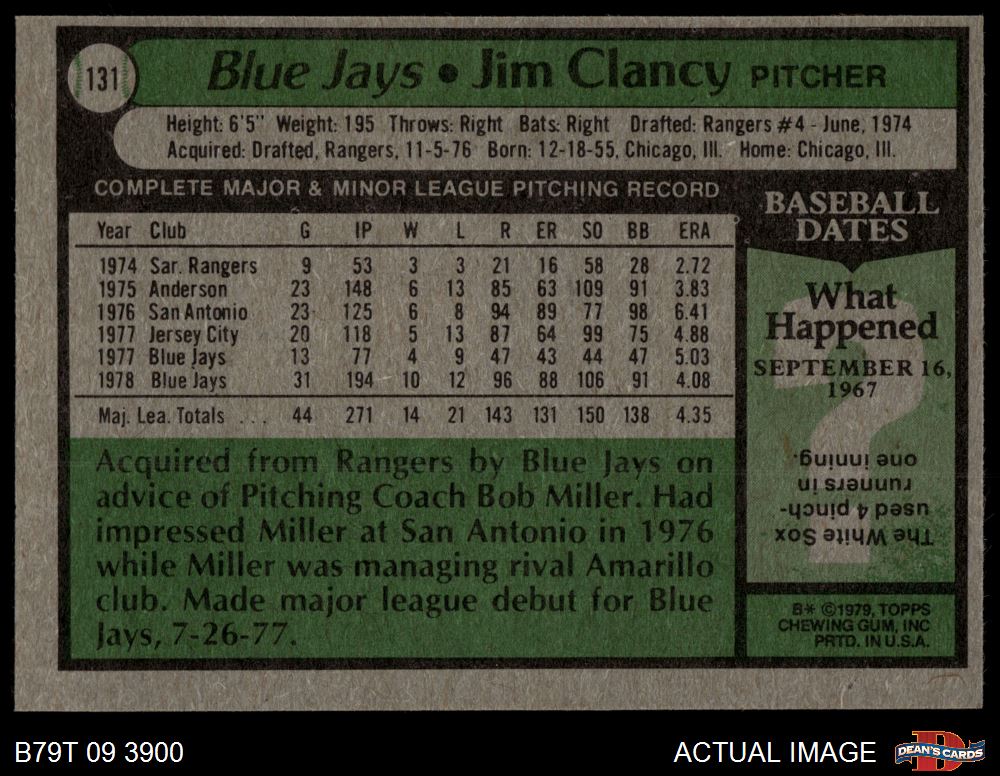 131
Blue Jays • Jim Clancy PITCHER
Height: 6'5" Weight: 195 Throws: Right Bats: Right Drafted: Rangers #4 - June, 1974
Acquired: Drafted, Rangers, 11-5-76 Born: 12-18-55, Chicago, Ill. Home: Chicago, Ill.
COMPLETE MAJOR & MINOR LEAGUE PITCHING RECORD
Year Club G IP W L R ER SO BB ERA
1974 Sar. Rangers 9 53 3 3 21 16 58 28 2.72
1975 Anderson 23 148 6 13 85 63 109 91 3.83
1976 San Antonio 23 125 6 8 94 89 77 98 6.41
1977 Jersey City 20 118 5 13 87 64 99 75 4.88
1977 Blue Jays 13 77 4 9 47 43 44 47 5.03
1978 Blue Jays 31 194 10 12 96 88 106 91 4.08
Maj. Lea. Totals ... 44 271 14 21 143 131 150 138 4.35
Acquired from Rangers by Blue Jays on
advice of Pitching Coach Bob Miller. Had
impressed Miller at San Antonio in 1976
while Miller was managing rival Amarillo
club. Made major league debut for Blue
Jays, 7-26-77.
BASEBALL
DATES
What
Happened
SEPTEMBER 16,
1967
?
The White Sox
used 4 pinch-
runners in
one inning.
B* ©1979, TOPPS
CHEWING GUM, INC
PRTD. IN U.S.A.
B79T 09 3900
ACTUAL IMAGE
D
DEAN'S CARDS